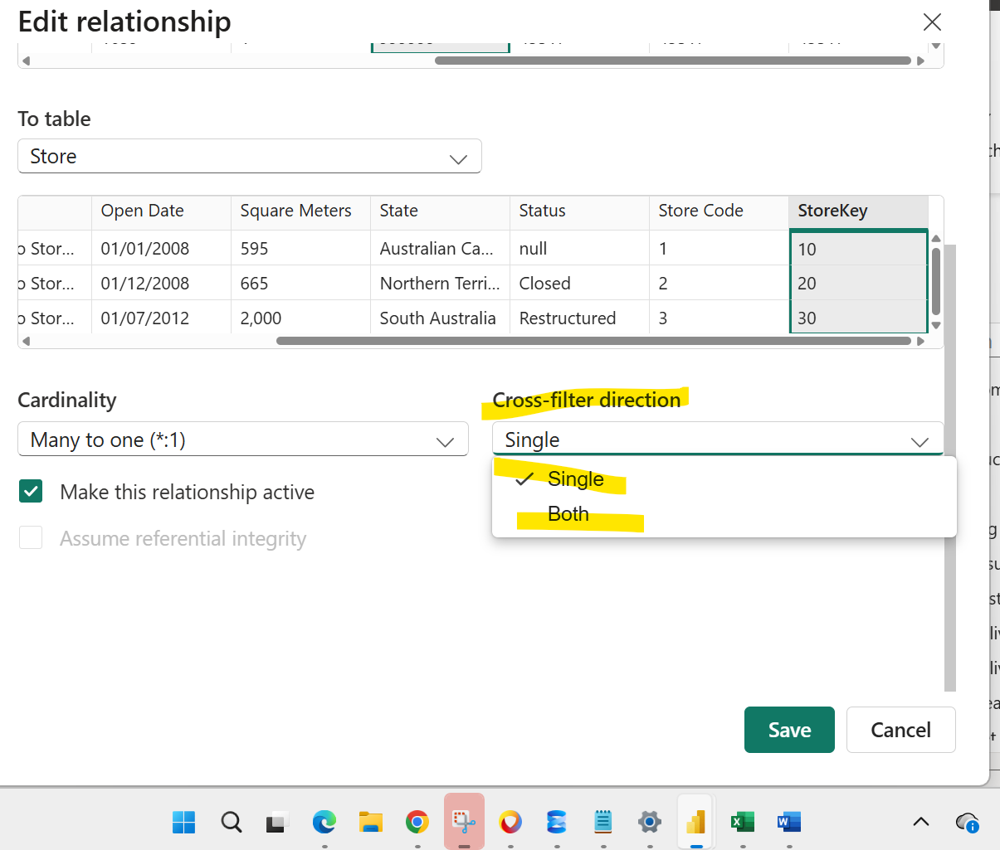 Edit relationship
To table
Store
Open Date Square Meters State Status Store Code StoreKey
o Stor... 01/01/2008 595 Australian Ca... null 1 10
o Stor... 01/12/2008 665 Northern Terri... Closed 2 20
o Stor... 01/07/2012 2,000 South Australia Restructured 3 30
Cardinality Cross-filter direction
Many to one (*:1) Single
Make this relationship active
Single
Both
Assume referential integrity
Save Cancel